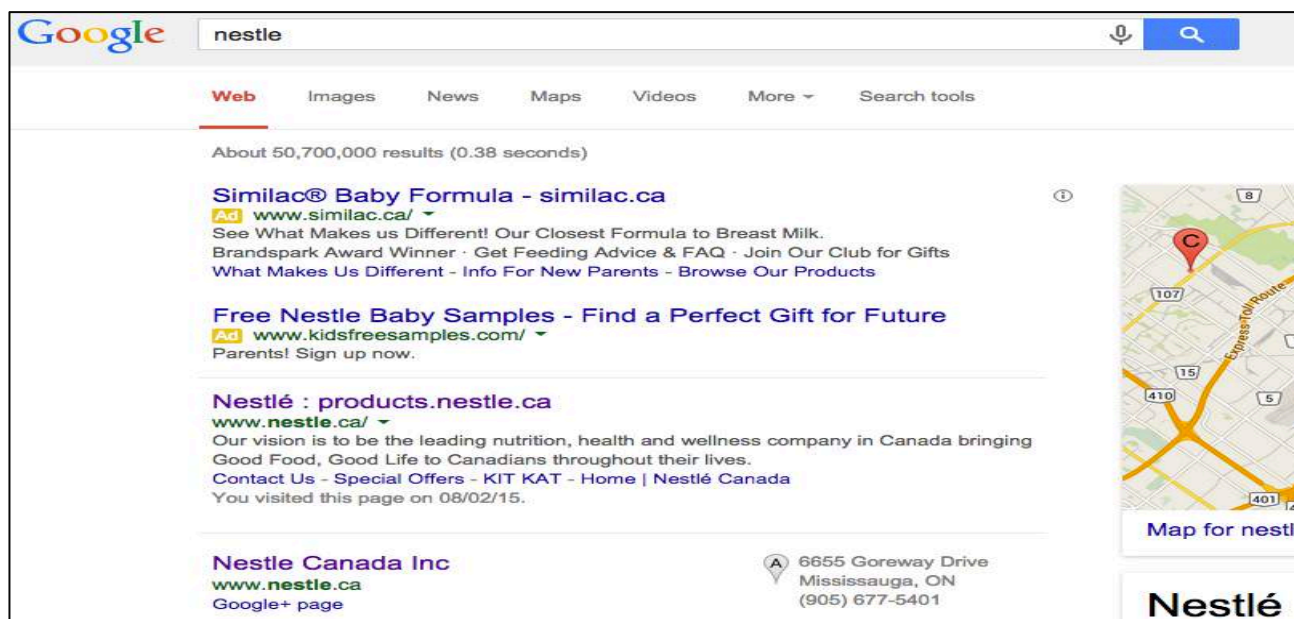 Google
nestle
Web Images News Maps Videos More Search tools
About 50,700,000 results (0.38 seconds)
Similac® Baby Formula - similac.ca
Ad www.similac.ca/
See What Makes us Different! Our Closest Formula to Breast Milk.
Brandspark Award Winner · Get Feeding Advice & FAQ · Join Our Club for Gifts
What Makes Us Different - Info For New Parents - Browse Our Products
Free Nestle Baby Samples - Find a Perfect Gift for Future
Ad www.kidsfreesamples.com/
Parents! Sign up now.
Nestlé : products.nestle.ca
www.nestle.ca/
Our vision is to be the leading nutrition, health and wellness company in Canada bringing
Good Food, Good Life to Canadians throughout their lives.
Contact Us - Special Offers - KIT KAT - Home | Nestlé Canada
You visited this page on 08/02/15.
Nestle Canada Inc
www.nestle.ca
Google+ page
A 6655 Goreway Drive
Mississauga, ON
(905) 677-5401
8
C
107
Express Toll Route
15
410
5
401
Map for nestl
Nestlé